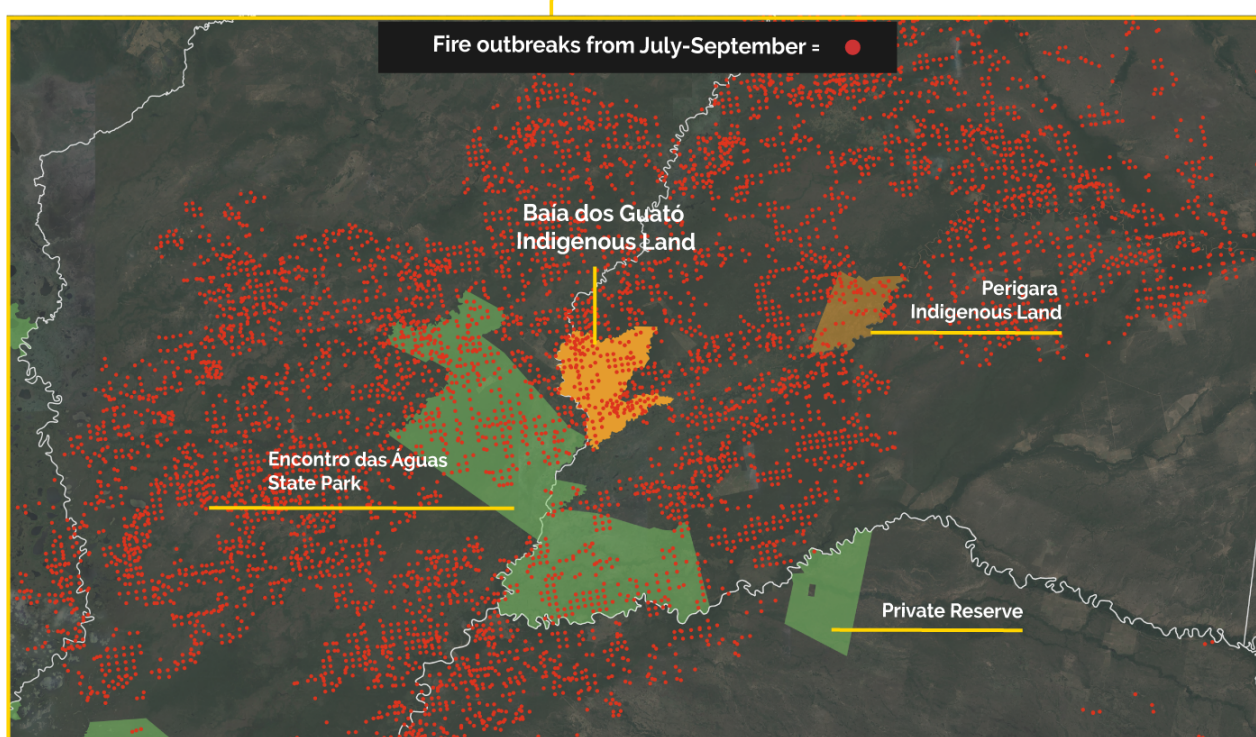 Fire outbreaks from July-September =
Baía dos Guató
Indigenous Land
Perigara
Indigenous Land
Encontro das Águas
State Park
Private Reserve